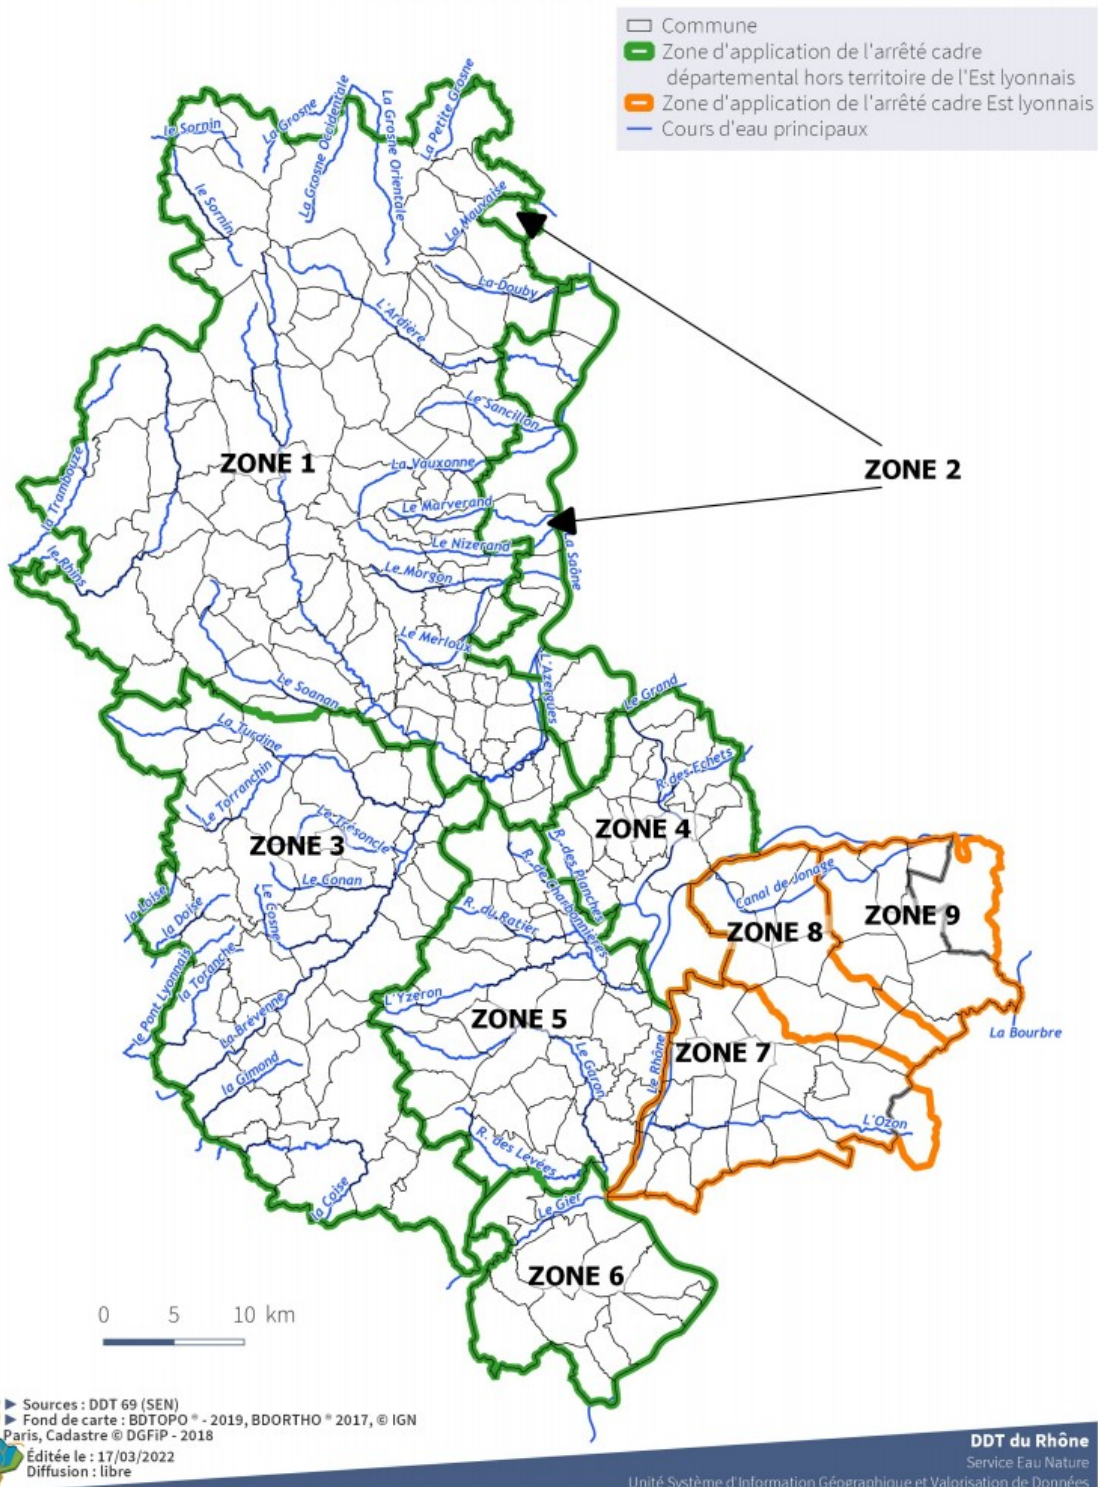 Commune
Zone d'application de l'arrêté cadre
départemental hors territoire de l'Est lyonnais
Zone d'application de l'arrêté cadre Est lyonnais
Cours d'eau principaux
le Sornin
La Grosne
La Grosne Occidentale
La Grosne Orientale
La Petite Grosne
le Sornin
La Mauvaise
La Douby
L'Ardière
Le Sancillon
ZONE 1
La Vauxonne
ZONE 2
la Trambouze
Le Marverand
Le Nizerand
La Saône
le Rhins
Le Morgon
Le Merloux
L'Azergues
Le Soanan
Le Grand
La Turdine
R. des Echets
Le Torranchin
Le Trésoncle
ZONE 3
ZONE 4
R. des Planches
R. de Charbonnières
Le Conan
Canal de Jonage
la Loise
la Doise
Le Cosne
R. du Ratier
ZONE 8
ZONE 9
le Pont Lyonnais
la Toranche
L'Yzeron
La Brévenne
ZONE 5
La Bourbre
ZONE 7
Le Rhône
Le Garon
la Gimond
L'Ozon
R. des Levées
la Coise
Le Gier
ZONE 6
0 5 10 km
Sources : DDT 69 (SEN)
Fond de carte : BDTOPO ® - 2019, BDORTHO ® 2017, © IGN
Paris, Cadastre © DGFiP - 2018
Éditée le : 17/03/2022
Diffusion : libre
DDT du Rhône
Service Eau Nature
Unité Système d'Information Géographique et Valorisation de Données